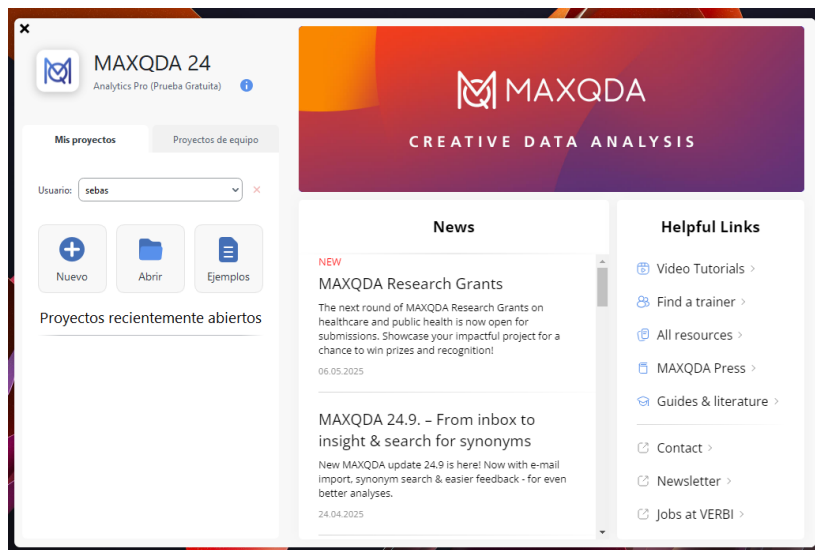 MAXQDA 24
Analytics Pro (Prueba Gratuita)
Mis proyectos
Proyectos de equipo
Usuario:
sebas
Nuevo
Abrir
Ejemplos
Proyectos recientemente abiertos
MAXQDA
CREATIVE DATA ANALYSIS
News
NEW
MAXQDA Research Grants
The next round of MAXQDA Research Grants on
healthcare and public health is now open for
submissions. Showcase your impactful project for a
chance to win prizes and recognition!
06.05.2025
MAXQDA 24.9. – From inbox to
insight & search for synonyms
New MAXQDA update 24.9 is here! Now with e-mail
import, synonym search & easier feedback - for even
better analyses.
24.04.2025
Helpful Links
Video Tutorials
Find a trainer
All resources
MAXQDA Press
Guides & literature
Contact
Newsletter
Jobs at VERBI